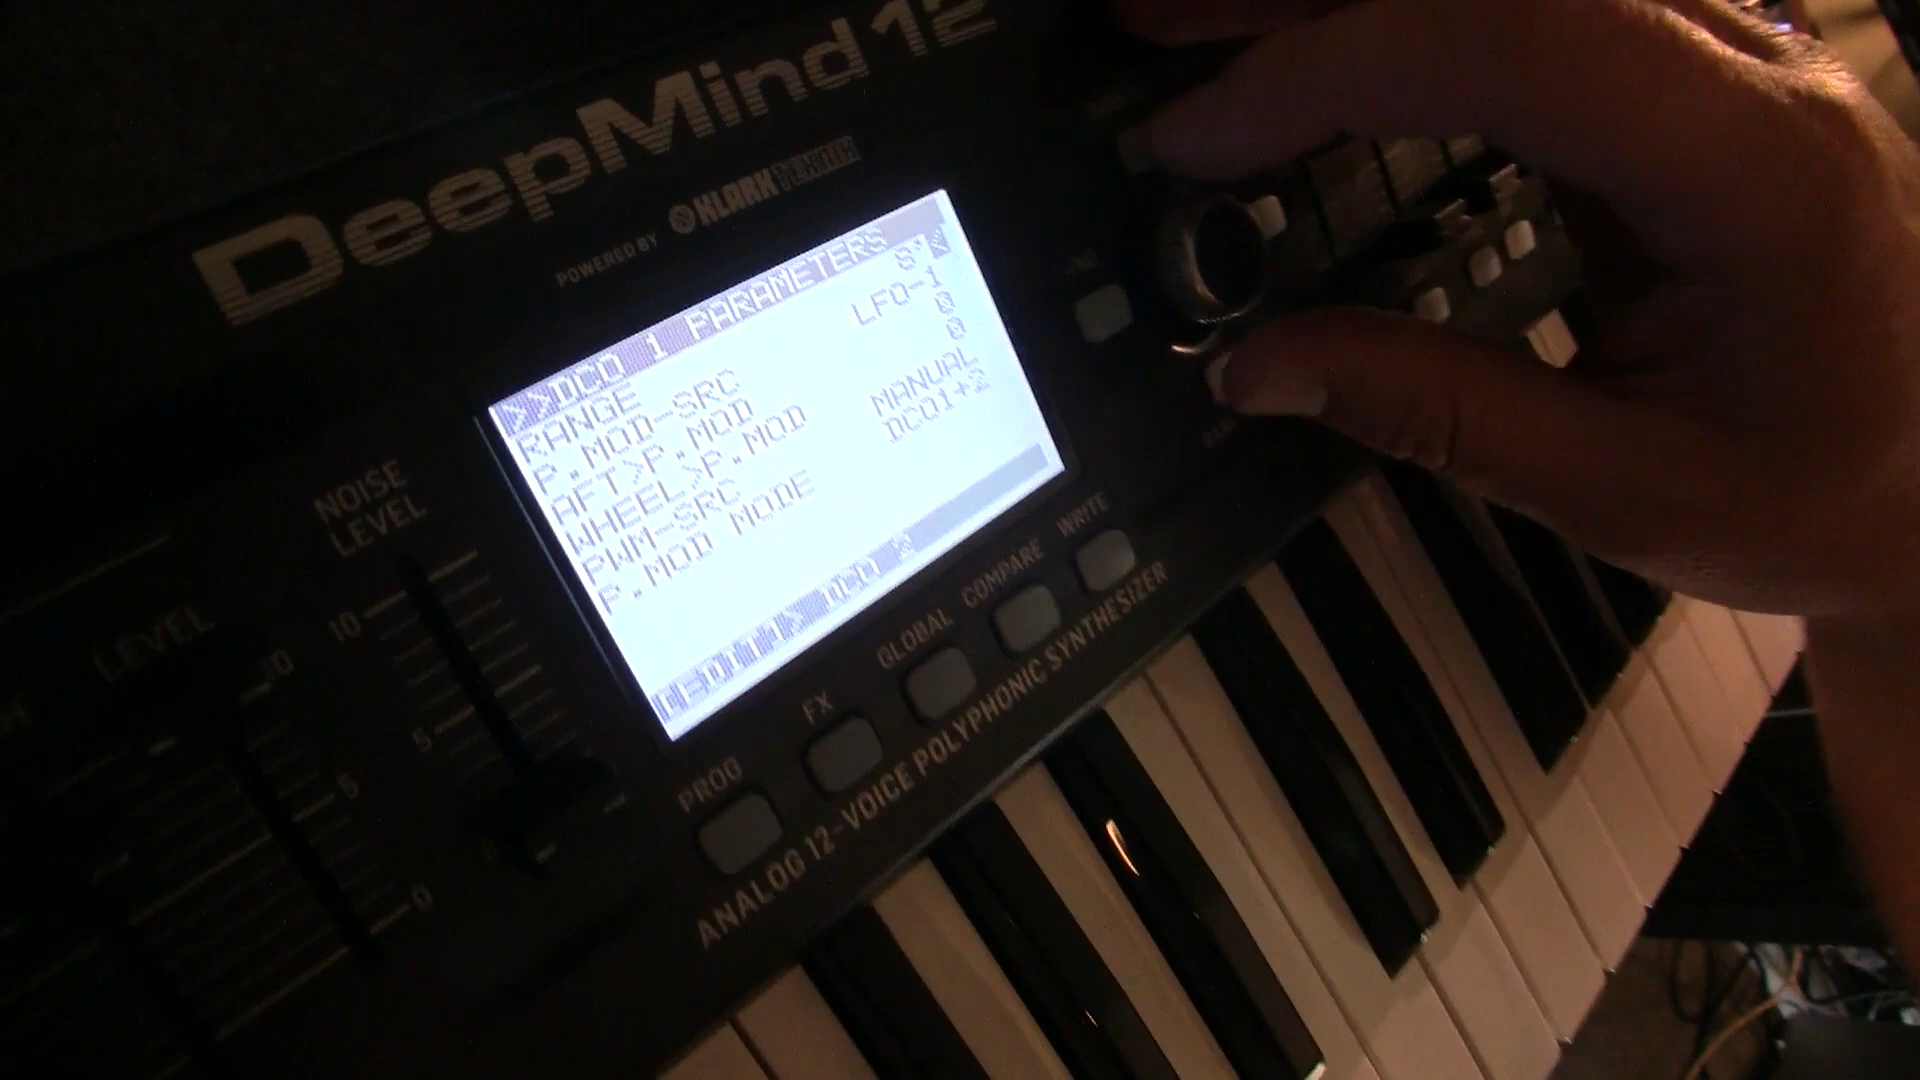 DeepMind 12
POWERED BY KLARK TEKNIK
>>DCO 1 PARAMETERS
RANGE 8'
P.MOD-SRC LFO-1
AFT>P.MOD 0
WHEEL>P.MOD 0
PWM-SRC MANUAL
P.MOD MODE DCO1+2
DCO 2
NOISE
LEVEL
10
5
LEVEL
10
5
0
PROG
FX
GLOBAL
COMPARE
WRITE
ANALOG 12-VOICE POLYPHONIC SYNTHESIZER